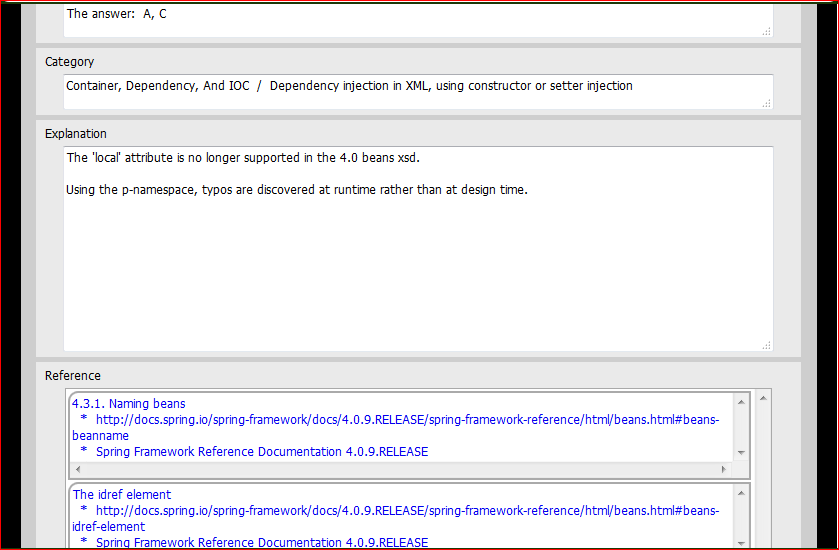 The answer:  A, C
Category
Container, Dependency, And IOC  /  Dependency injection in XML, using constructor or setter injection
Explanation
The 'local' attribute is no longer supported in the 4.0 beans xsd.
Using the p-namespace, typos are discovered at runtime rather than at design time.
Reference
4.3.1. Naming beans
*  http://docs.spring.io/spring-framework/docs/4.0.9.RELEASE/spring-framework-reference/html/beans.html#beans-
beanname
*  Spring Framework Reference Documentation 4.0.9.RELEASE
The idref element
*  http://docs.spring.io/spring-framework/docs/4.0.9.RELEASE/spring-framework-reference/html/beans.html#beans-
idref-element
*  Spring Framework Reference Documentation 4.0.9.RELEASE